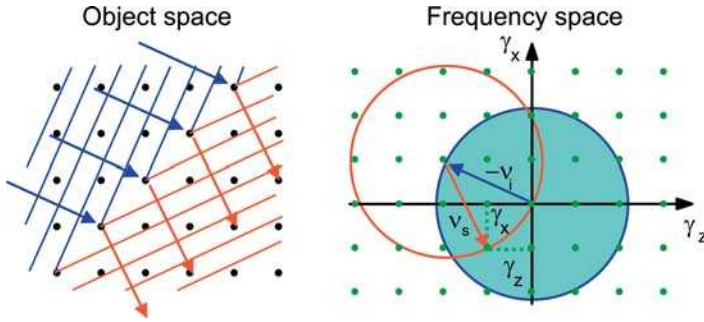 Object space
Frequency space
γx
−νi
νs
γx
γz
γz